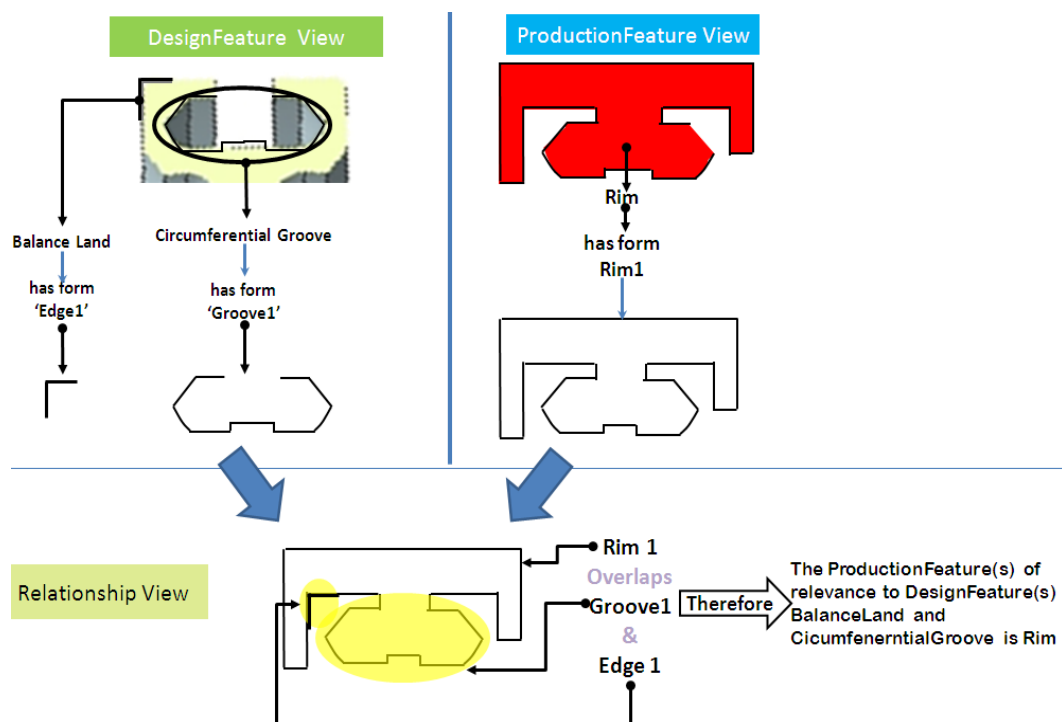 DesignFeature View
ProductionFeature View
Balance Land
has form
‘Edge1’
Circumferential Groove
has form
‘Groove1’
Rim
has form
Rim1
Relationship View
Rim 1
Overlaps
Groove1
&
Edge 1
Therefore
The ProductionFeature(s) of
relevance to DesignFeature(s)
BalanceLand and
CicumfenerntialGroove is Rim